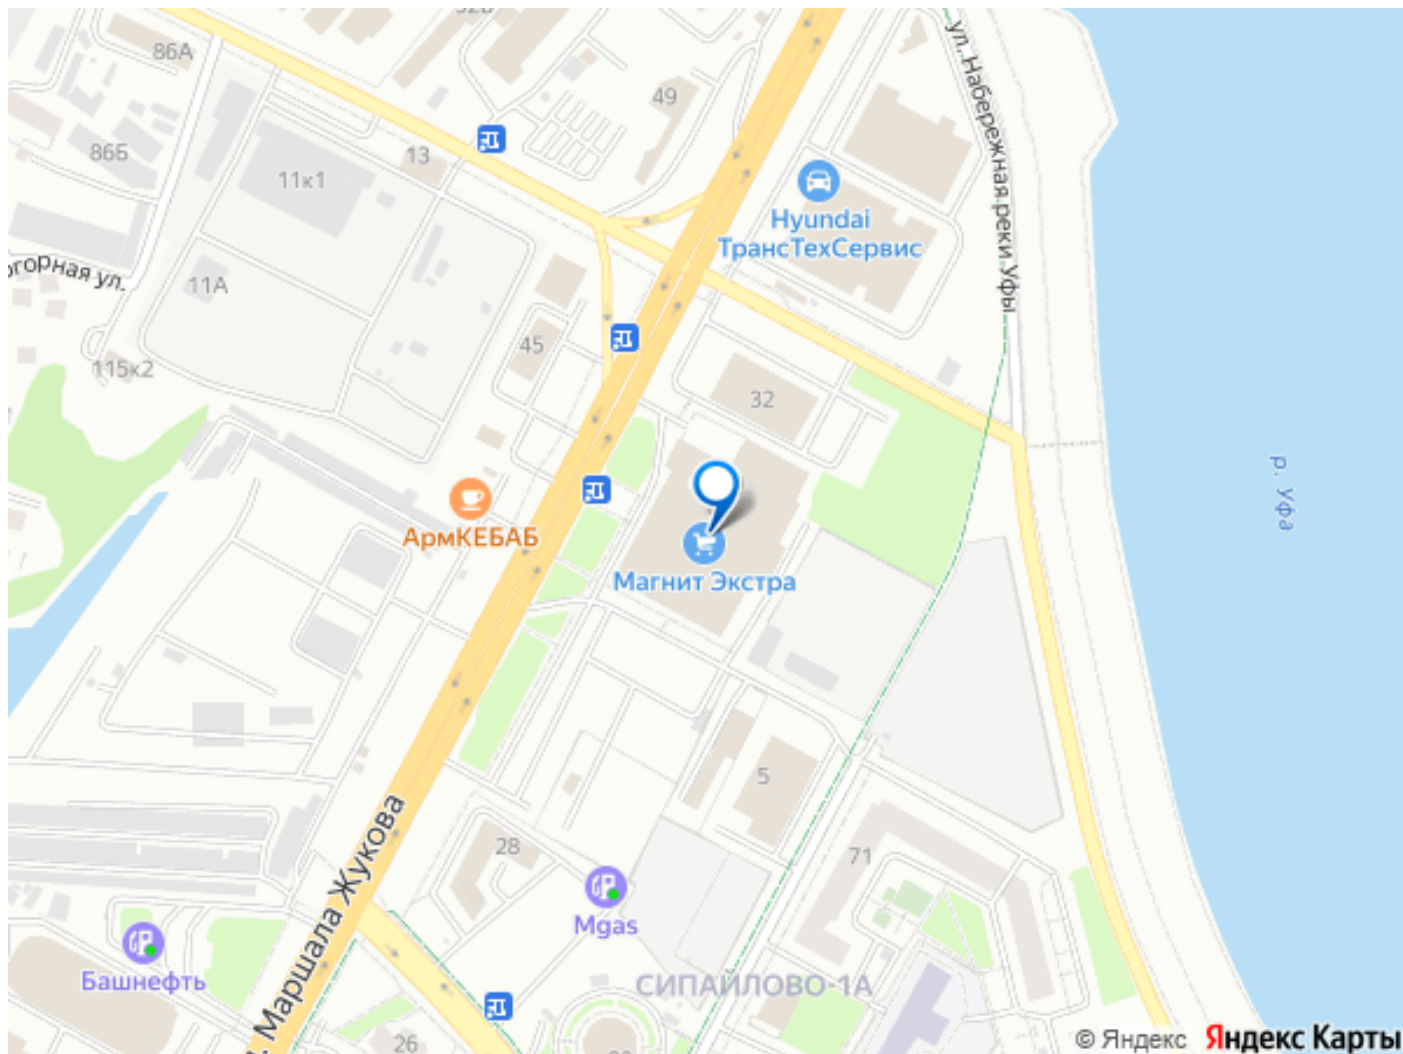 86А
49
ул. Набережная реки Уфы
86Б
13
11к1
Hyundai
ТрансТехСервис
11А
45
115к2
32
р. Уфа
АрмКЕБАБ
Магнит Экстра
5
28
71
Маршала Жукова
Mgas
Башнефть
СИПАЙЛОВО-1А
26
© Яндекс Яндекс Карты